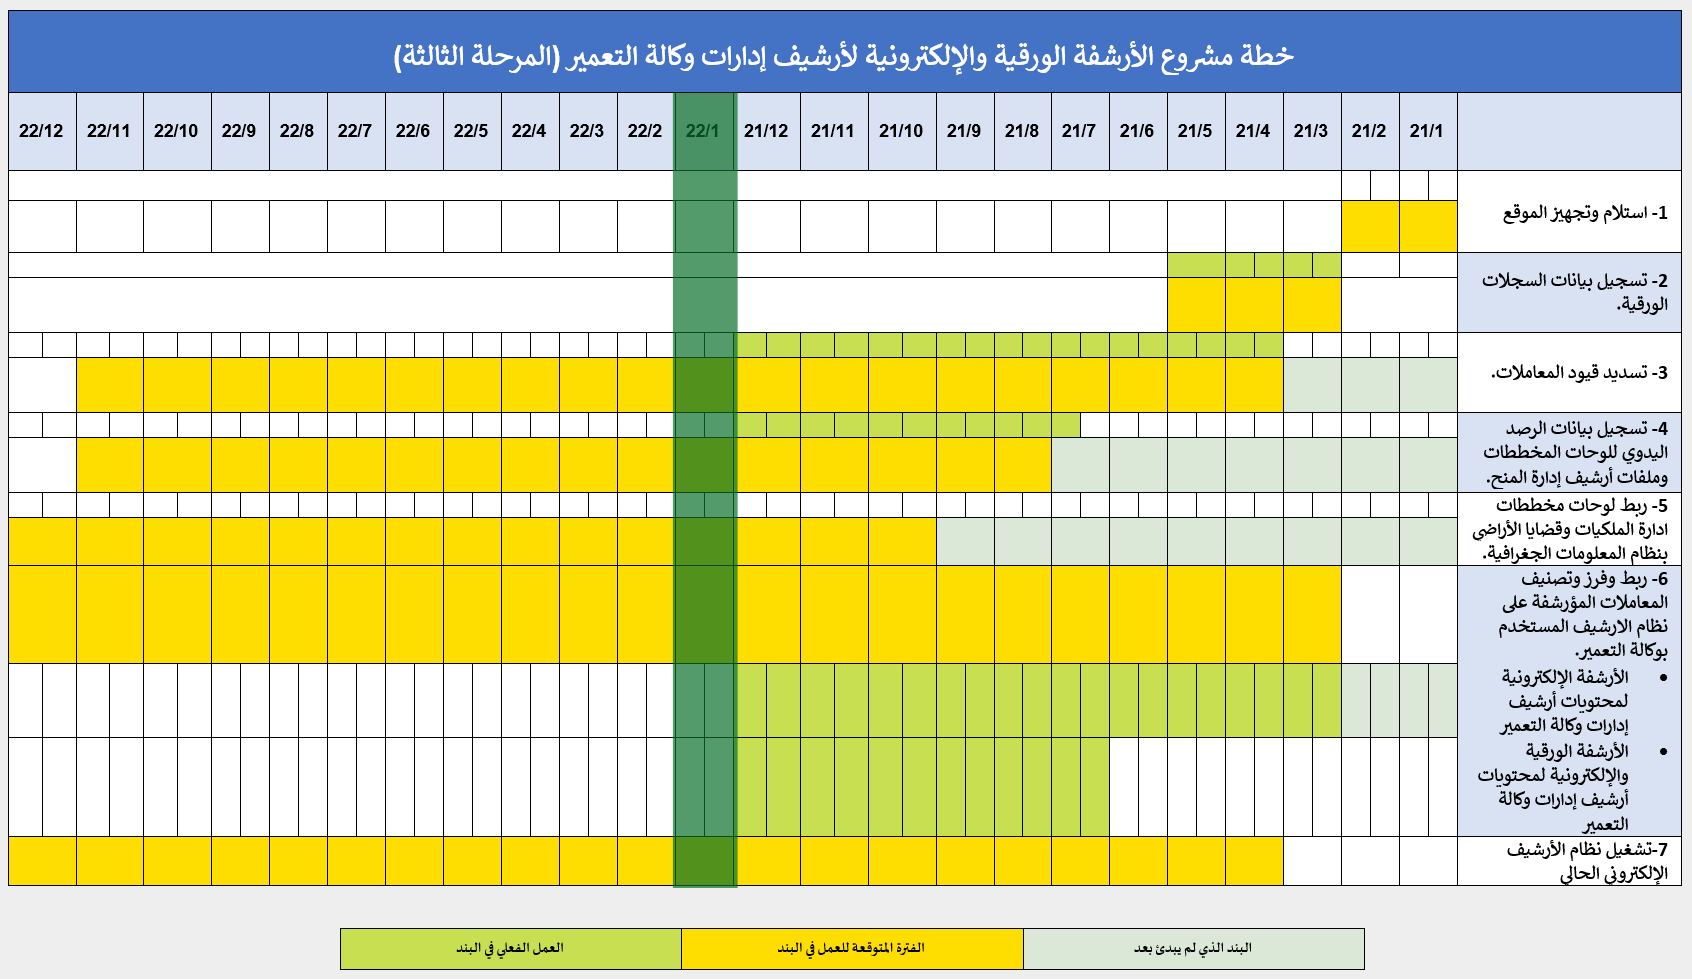 خطة مشروع الأرشفة الورقية والإلكترونية لأرشيف إدارات وكالة التعمير (المرحلة الثالثة)
21/1 21/2 21/3 21/4 21/5 21/6 21/7 21/8 21/9 21/10 21/11 21/12 22/1 22/2 22/3 22/4 22/5 22/6 22/7 22/8 22/9 22/10 22/11 22/12
1- استلام وتجهيز الموقع
2- تسجيل بيانات السجلات
الورقية.
3- تسديد قيود المعاملات.
4- تسجيل بيانات الرصد
اليدوي للوحات المخططات
وملفات أرشيف إدارة المنح.
5- ربط لوحات مخططات
ادارة الملكيات وقضايا الأراضي
بنظام المعلومات الجغرافية.
6- ربط وفرز وتصنيف
المعاملات المؤرشفة على
نظام الارشيف المستخدم
بوكالة التعمير.
• الأرشفة الإلكترونية
لمحتويات أرشيف
إدارات وكالة التعمير
• الأرشفة الورقية
والإلكترونية لمحتويات
أرشيف إدارات وكالة
التعمير
7-تشغيل نظام الأرشيف
الإلكتروني الحالي
البند الذي لم يبدئ بعد
الفترة المتوقعة للعمل في البند
العمل الفعلي في البند